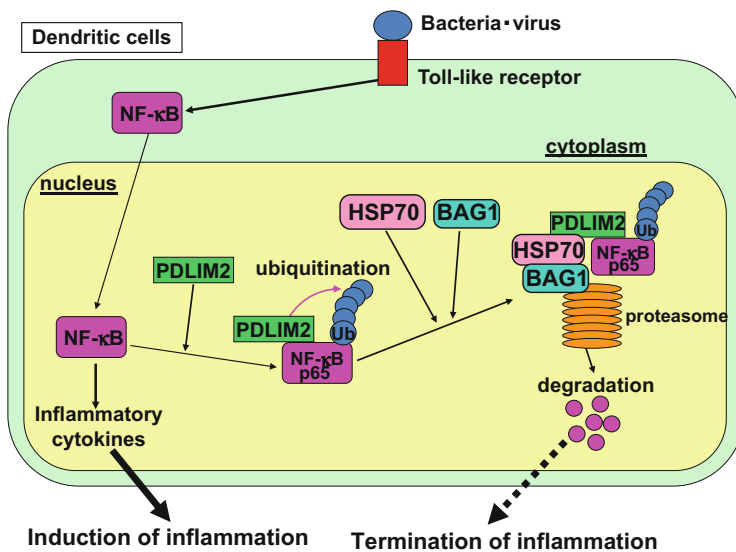 Dendritic cells
Bacteria・virus
Toll-like receptor
NF-κB
cytoplasm
nucleus
HSP70
BAG1
PDLIM2
Ub
HSP70
NF-κB
p65
BAG1
PDLIM2
ubiquitination
PDLIM2
Ub
proteasome
NF-κB
NF-κB
p65
degradation
Inflammatory
cytokines
Induction of inflammation
Termination of inflammation